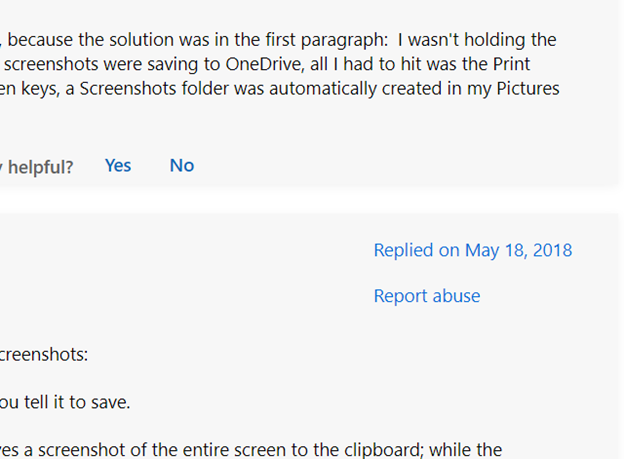 , because the solution was in the first paragraph: I wasn't holding the
screenshots were saving to OneDrive, all I had to hit was the Print
en keys, a Screenshots folder was automatically created in my Pictures
y helpful? Yes No
Replied on May 18, 2018
Report abuse
creenshots:
ou tell it to save.
es a screenshot of the entire screen to the clipboard; while the